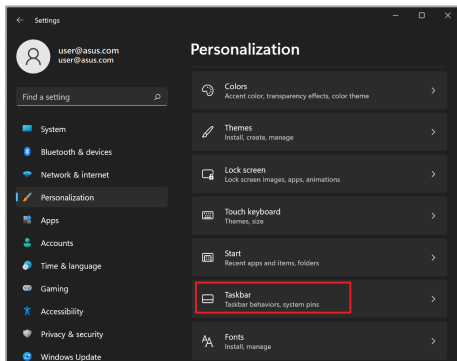 Settings
user@asus.com
user@asus.com
Find a setting
System
Bluetooth & devices
Network & internet
Personalization
Apps
Accounts
Time & language
Gaming
Accessibility
Privacy & security
Windows Update
Personalization
Colors
Accent color, transparency effects, color theme
Themes
Install, create, manage
Lock screen
Lock screen images, apps, animations
Touch keyboard
Themes, size
Start
Recent apps and items, folders
Taskbar
Taskbar behaviors, system pins
Fonts
Install, manage